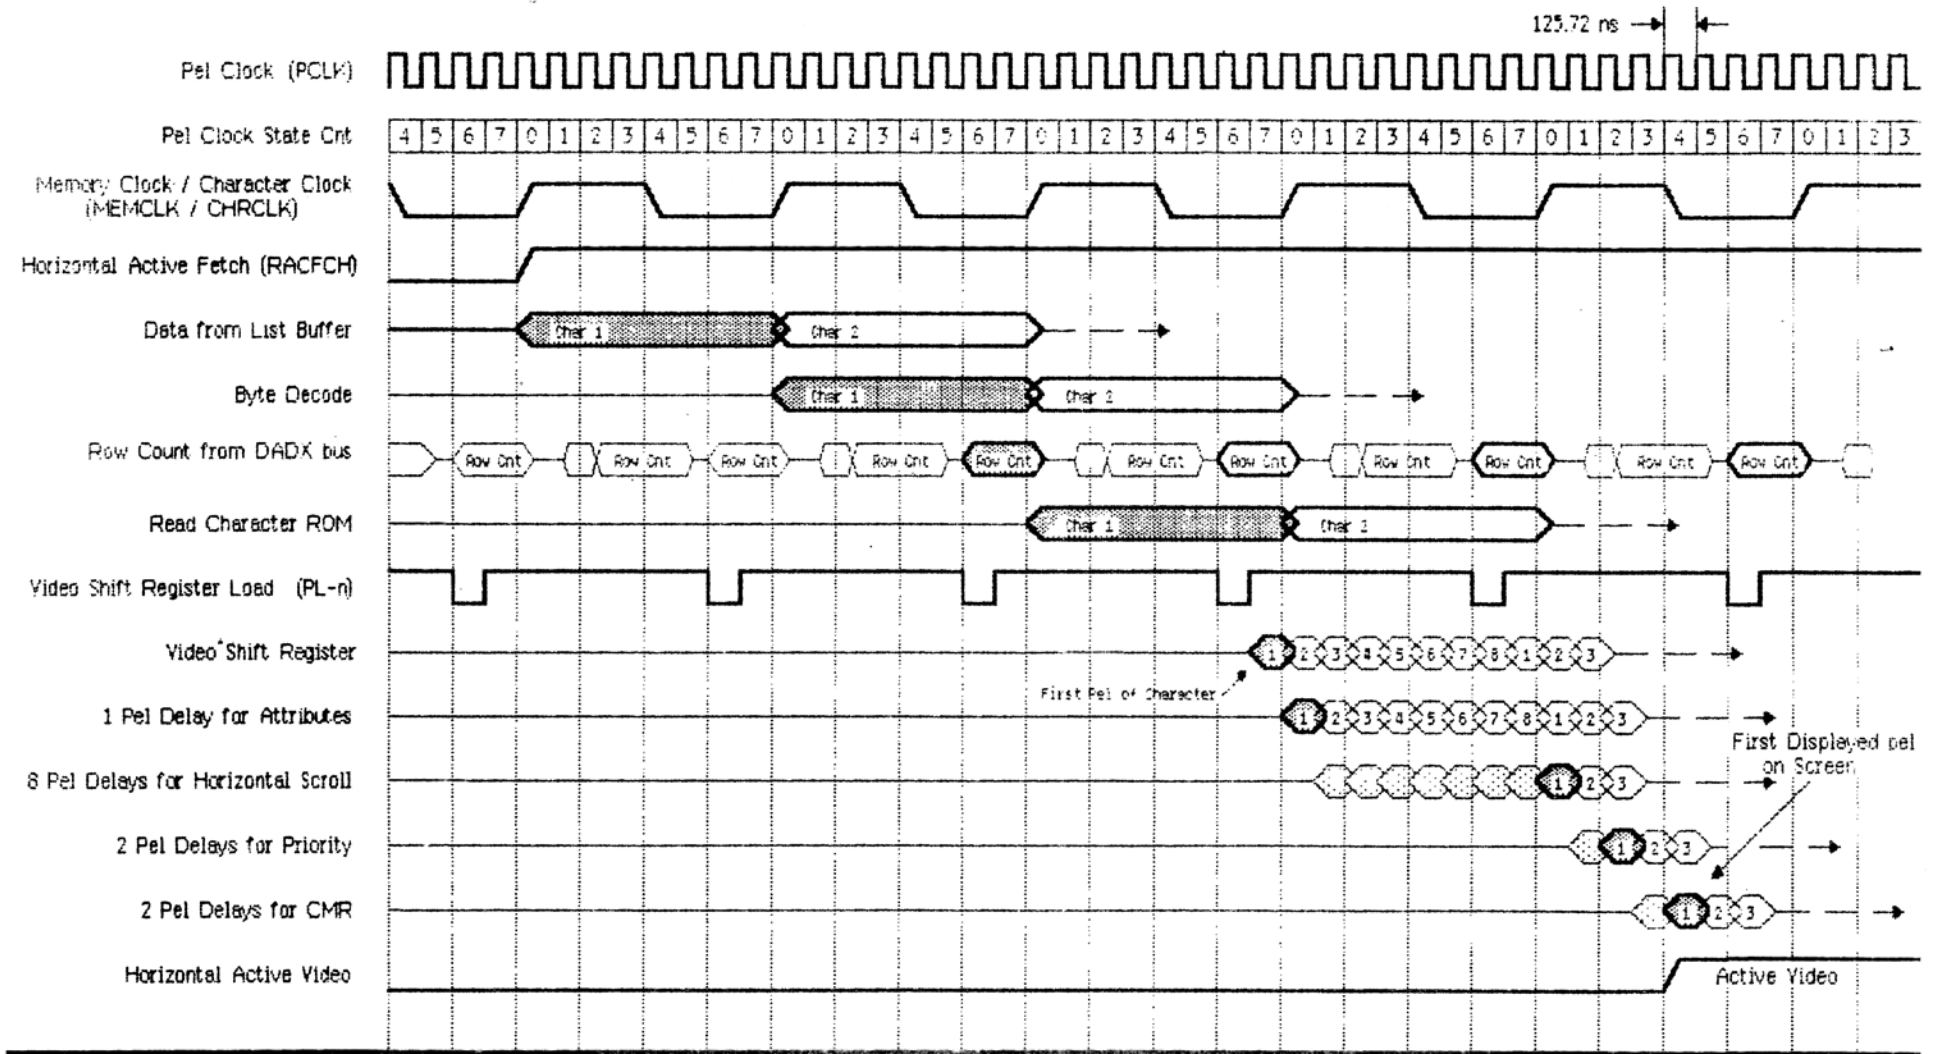 125.72 ns
Pel Clock (PCLK)
Pel Clock State Cnt
4 5 6 7 0 1 2 3 4 5 6 7 0 1 2 3 4 5 6 7 0 1 2 3 4 5 6 7 0 1 2 3 4 5 6 7 0 1 2 3 4 5 6 7 0 1 2 3
Memory Clock / Character Clock
(MEMCLK / CHRCLK)
Horizontal Active Fetch (RACFCH)
Data from List Buffer
Char 1
Char 2
Byte Decode
Char 1
Char 2
Row Count from DADX bus
Row Cnt Row Cnt Row Cnt Row Cnt Row Cnt Row Cnt Row Cnt Row Cnt Row Cnt Row Cnt Row Cnt
Read Character ROM
Char 1
Char 2
Video Shift Register Load (PL-n)
Video Shift Register
1 2 3 4 5 6 7 8 1 2 3
First Pel of Character
1 Pel Delay for Attributes
1 2 3 4 5 6 7 8 1 2 3
First Displayed pel
on Screen
8 Pel Delays for Horizontal Scroll
1 2 3
2 Pel Delays for Priority
1 2 3
2 Pel Delays for CMR
1 2 3
Horizontal Active Video
Active Video